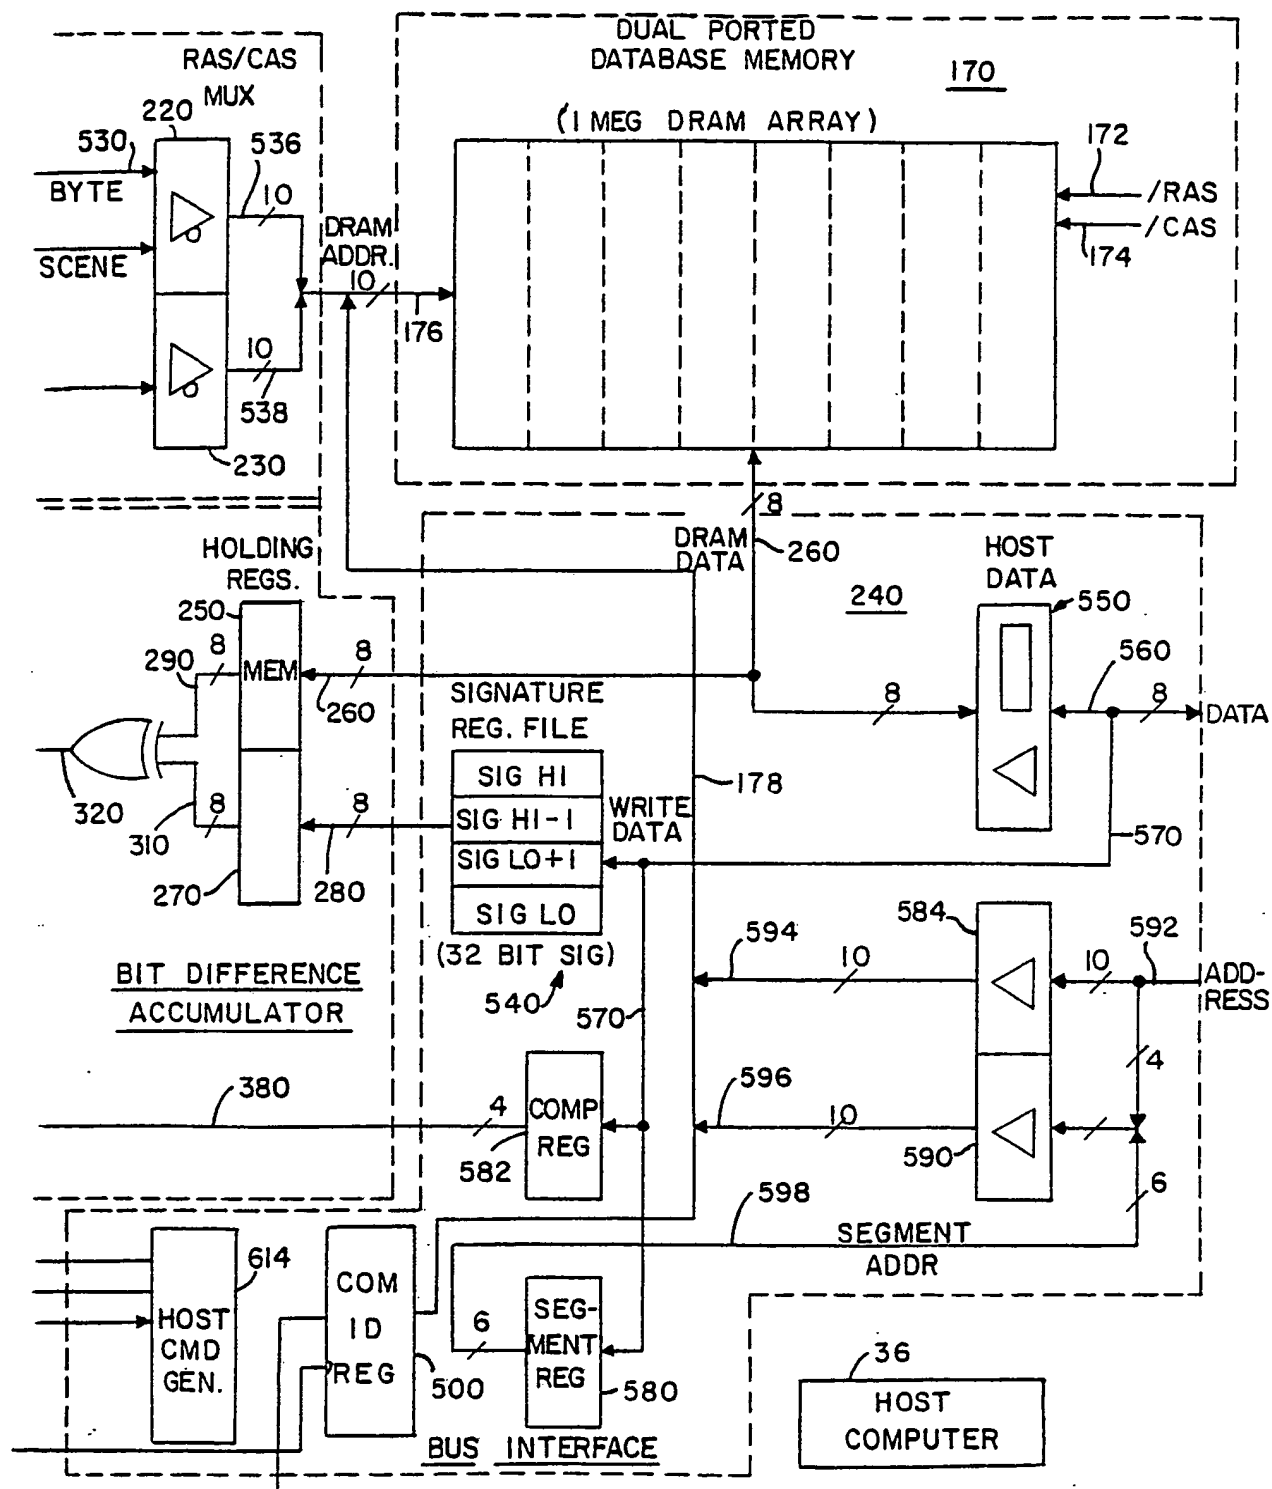 DUAL PORTED
DATABASE MEMORY
170
(1 MEG DRAM ARRAY)
172
/RAS
/CAS
174
RAS/CAS
MUX
220
530
536
BYTE
10
SCENE
DRAM
ADDR.
10
176
10
538
230
8
DRAM
DATA
260
HOST
DATA
240
550
560
8
8
DATA
570
HOLDING
REGS.
250
290
8
MEM
8
260
SIGNATURE
REG. FILE
SIG HI
SIG HI-1
SIG LO+1
SIG LO
(32 BIT SIG)
540
WRITE
DATA
178
320
310
8
8
270
280
BIT DIFFERENCE
ACCUMULATOR
584
592
594
10
10
ADD-
RESS
570
4
380
4
COMP
REG
582
596
10
590
6
598
SEGMENT
ADDR
614
HOST
CMD
GEN.
COM
ID
REG
500
6
SEG-
MENT
REG
580
BUS INTERFACE
36
HOST
COMPUTER